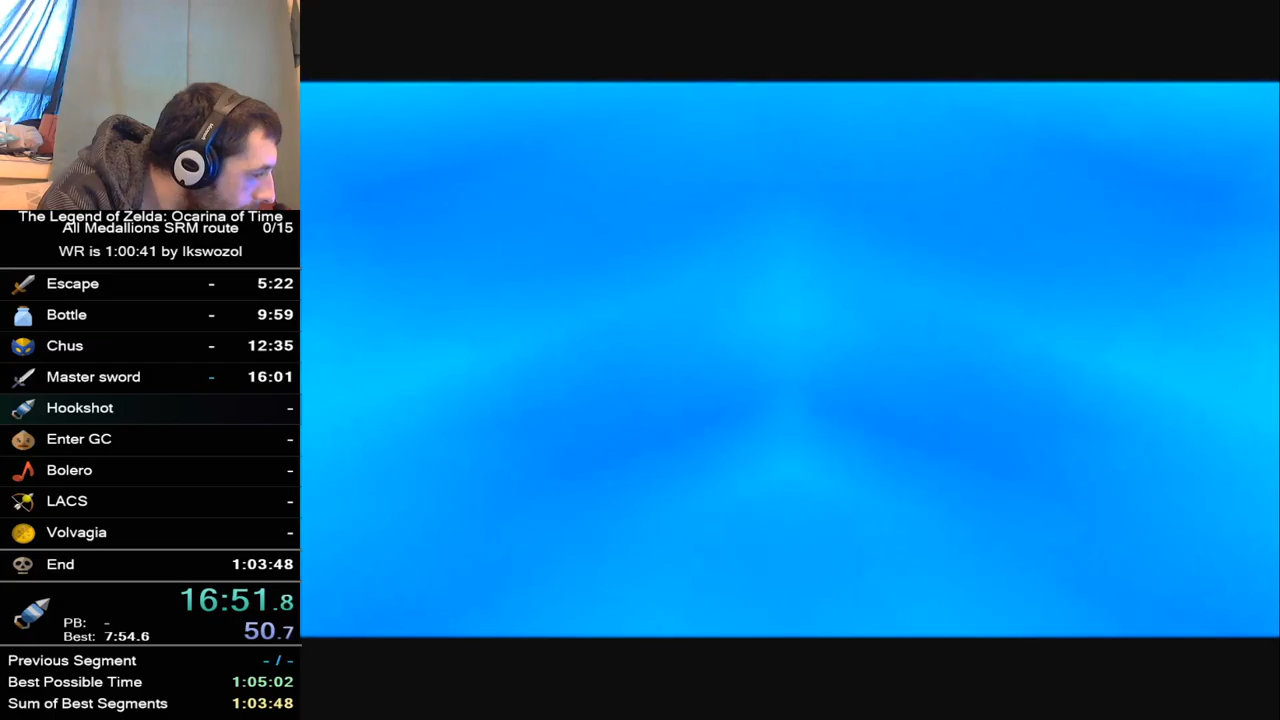 The Legend of Zelda: Ocarina of Time
All Medallions SRM route 0/15
WR is 1:00:41 by Ikswozol
Escape - 5:22
Bottle - 9:59
Chus - 12:35
Master sword - 16:01
Hookshot -
Enter GC -
Bolero -
LACS -
Volvagia -
End 1:03:48
16:51.8
PB: -
50.7
Best: 7:54.6
Previous Segment - / -
Best Possible Time 1:05:02
Sum of Best Segments 1:03:48